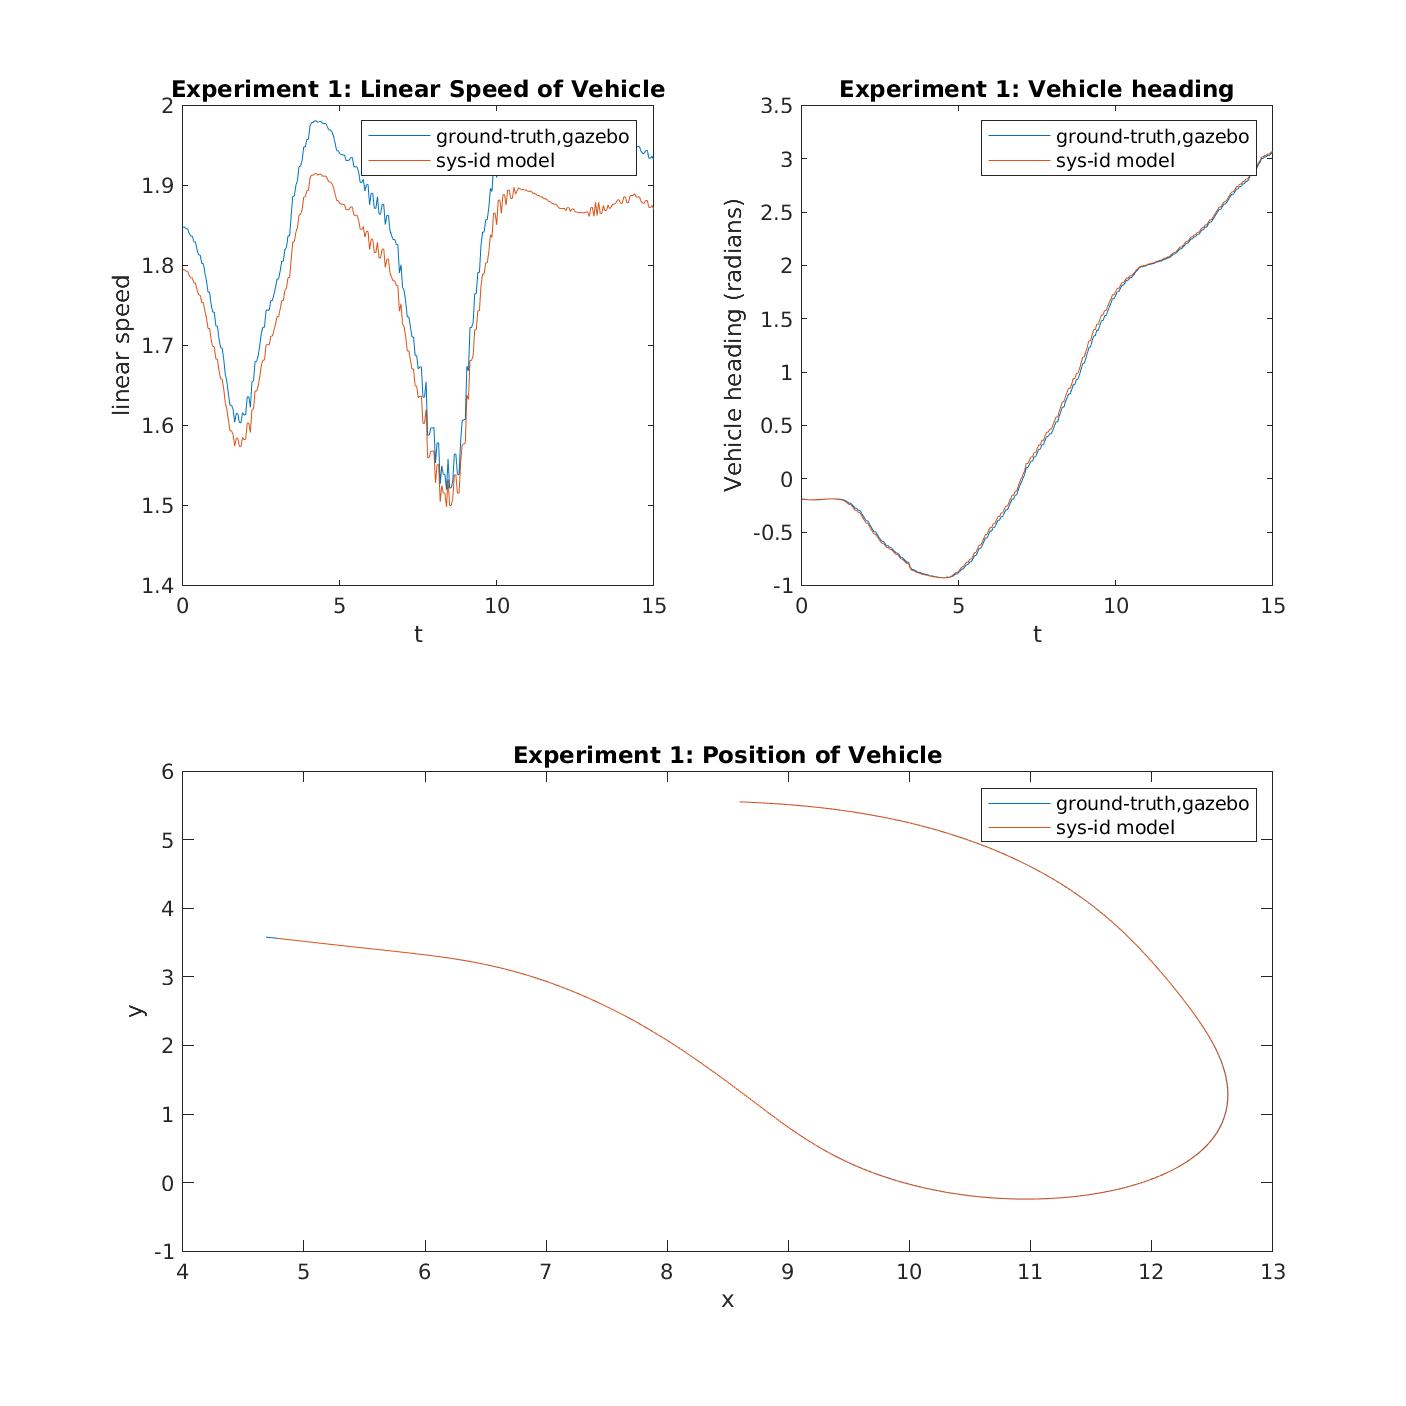 Experiment 1: Linear Speed of Vehicle
2
1.9
1.8
1.7
1.6
1.5
1.4
linear speed
ground-truth,gazebo
sys-id model
0 5 10 15
t
Experiment 1: Vehicle heading
3.5
3
2.5
2
1.5
1
0.5
0
-0.5
-1
Vehicle heading (radians)
ground-truth,gazebo
sys-id model
0 5 10 15
t
Experiment 1: Position of Vehicle
6
5
4
3
2
1
0
-1
y
ground-truth,gazebo
sys-id model
4 5 6 7 8 9 10 11 12 13
x